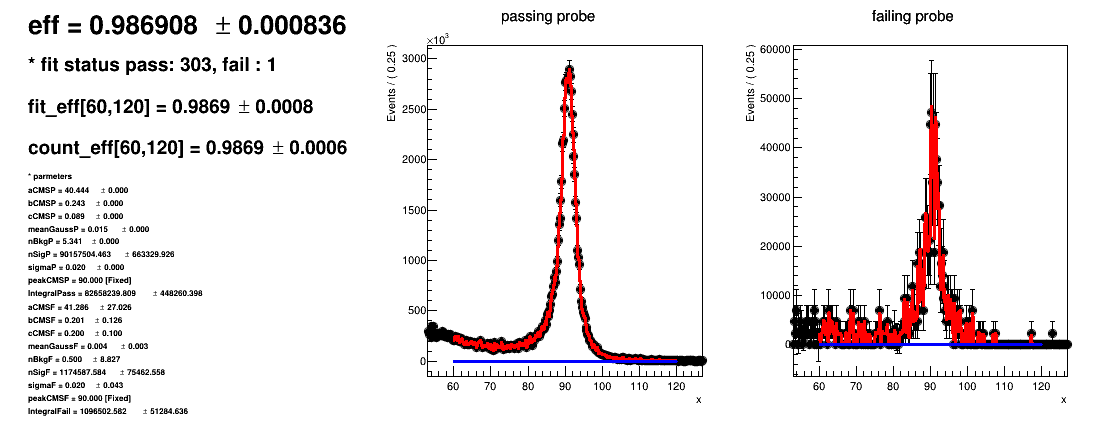 eff = 0.986908 ± 0.000836
* fit status pass: 303, fail : 1
fit_eff[60,120] = 0.9869 ± 0.0008
count_eff[60,120] = 0.9869 ± 0.0006
* parmeters
aCMSP = 40.444 ± 0.000
bCMSP = 0.243 ± 0.000
cCMSP = 0.089 ± 0.000
meanGaussP = 0.015 ± 0.000
nBkgP = 5.341 ± 0.000
nSigP = 90157504.463 ± 663329.926
sigmaP = 0.020 ± 0.000
peakCMSP = 90.000 [Fixed]
IntegralPass = 82658239.809 ± 448260.398
aCMSF = 41.286 ± 27.026
bCMSF = 0.201 ± 0.126
cCMSF = 0.200 ± 0.100
meanGaussF = 0.004 ± 0.003
nBkgF = 0.500 ± 8.827
nSigF = 1174587.584 ± 75462.558
sigmaF = 0.020 ± 0.043
peakCMSF = 90.000 [Fixed]
IntegralFail = 1096502.582 ± 51284.636
passing probe
×10³
Events / ( 0.25 )
3000
2500
2000
1500
1000
500
0
60 70 80 90 100 110 120
x
failing probe
Events / ( 0.25 )
60000
50000
40000
30000
20000
10000
0
60 70 80 90 100 110 120
x